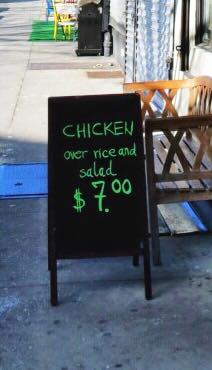 CHICKEN
over rice and
salad
$7.00